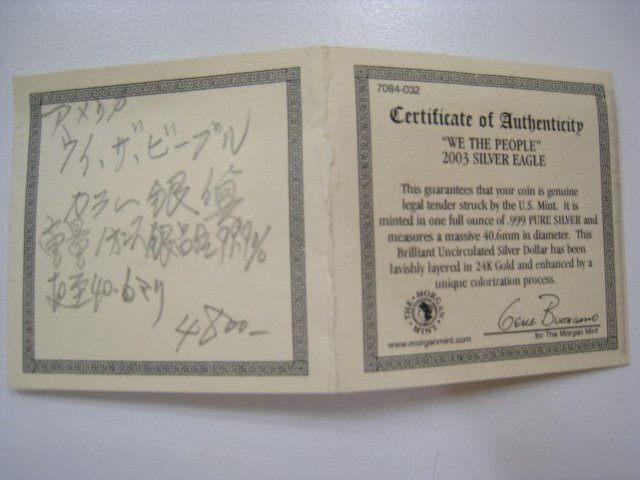 アメリカ
ウイ、ザ、ピープル
カラー銀貨
重量1オンス銀品位99.9%
直径40.6ミリ
4800-
7084-032
Certificate of Authenticity
"WE THE PEOPLE"
2003 SILVER EAGLE
This guarantees that your coin is genuine
legal tender struck by the U.S. Mint. It is
minted in one full ounce of .999 PURE SILVER and
measures a massive 40.6mm in diameter. This
Brilliant Uncirculated Silver Dollar has been
lavishly layered in 24K Gold and enhanced by a
unique colorization process.
THE MORGAN MINT
www.morganmint.com
Gene
for The Morgan Mint